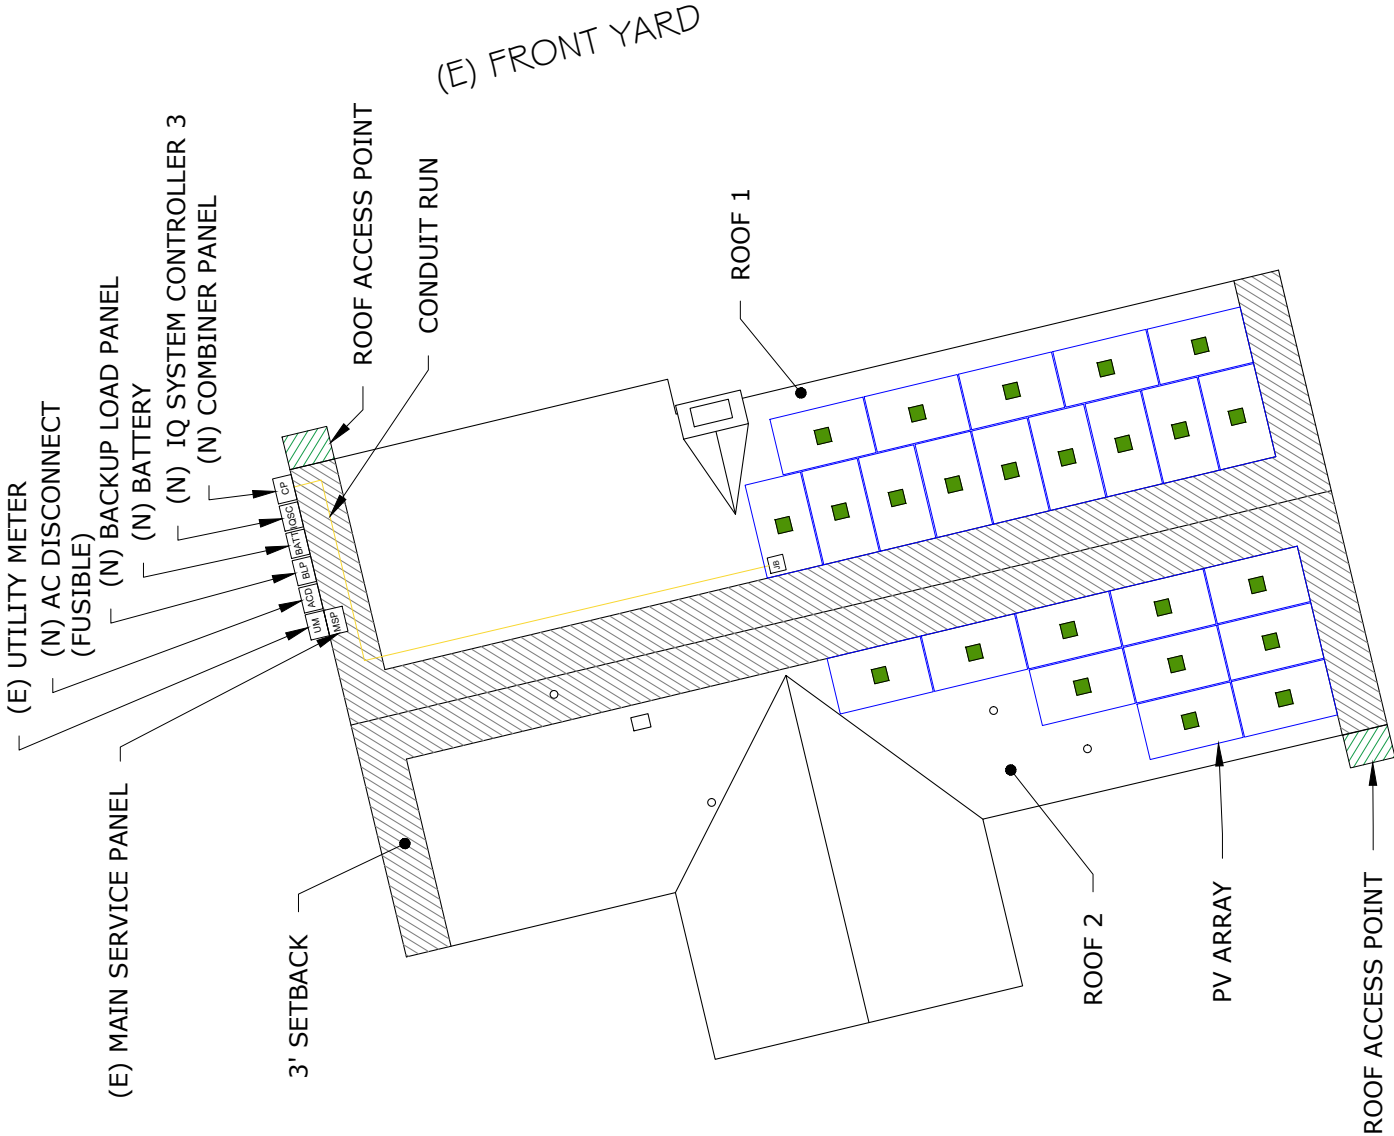 (E) FRONT YARD
(E) UTILITY METER
(N) AC DISCONNECT
(FUSIBLE)
(N) BACKUP LOAD PANEL
(N) BATTERY
(N) IQ SYSTEM CONTROLLER 3
(N) COMBINER PANEL
ROOF ACCESS POINT
CONDUIT RUN
ROOF 1
CP
IQSC
BATT
BLP
ACD
UM
MSP
JB
(E) MAIN SERVICE PANEL
3' SETBACK
ROOF 2
PV ARRAY
ROOF ACCESS POINT